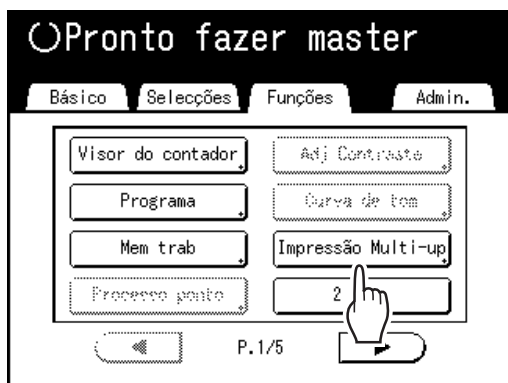 Pronto fazer master
Básico Selecções Funções Admin.
Visor do contador Adj Contraste
Programa Curva de tom
Mem trab Impressão Multi-up
Processo ponto 2
P.1/5